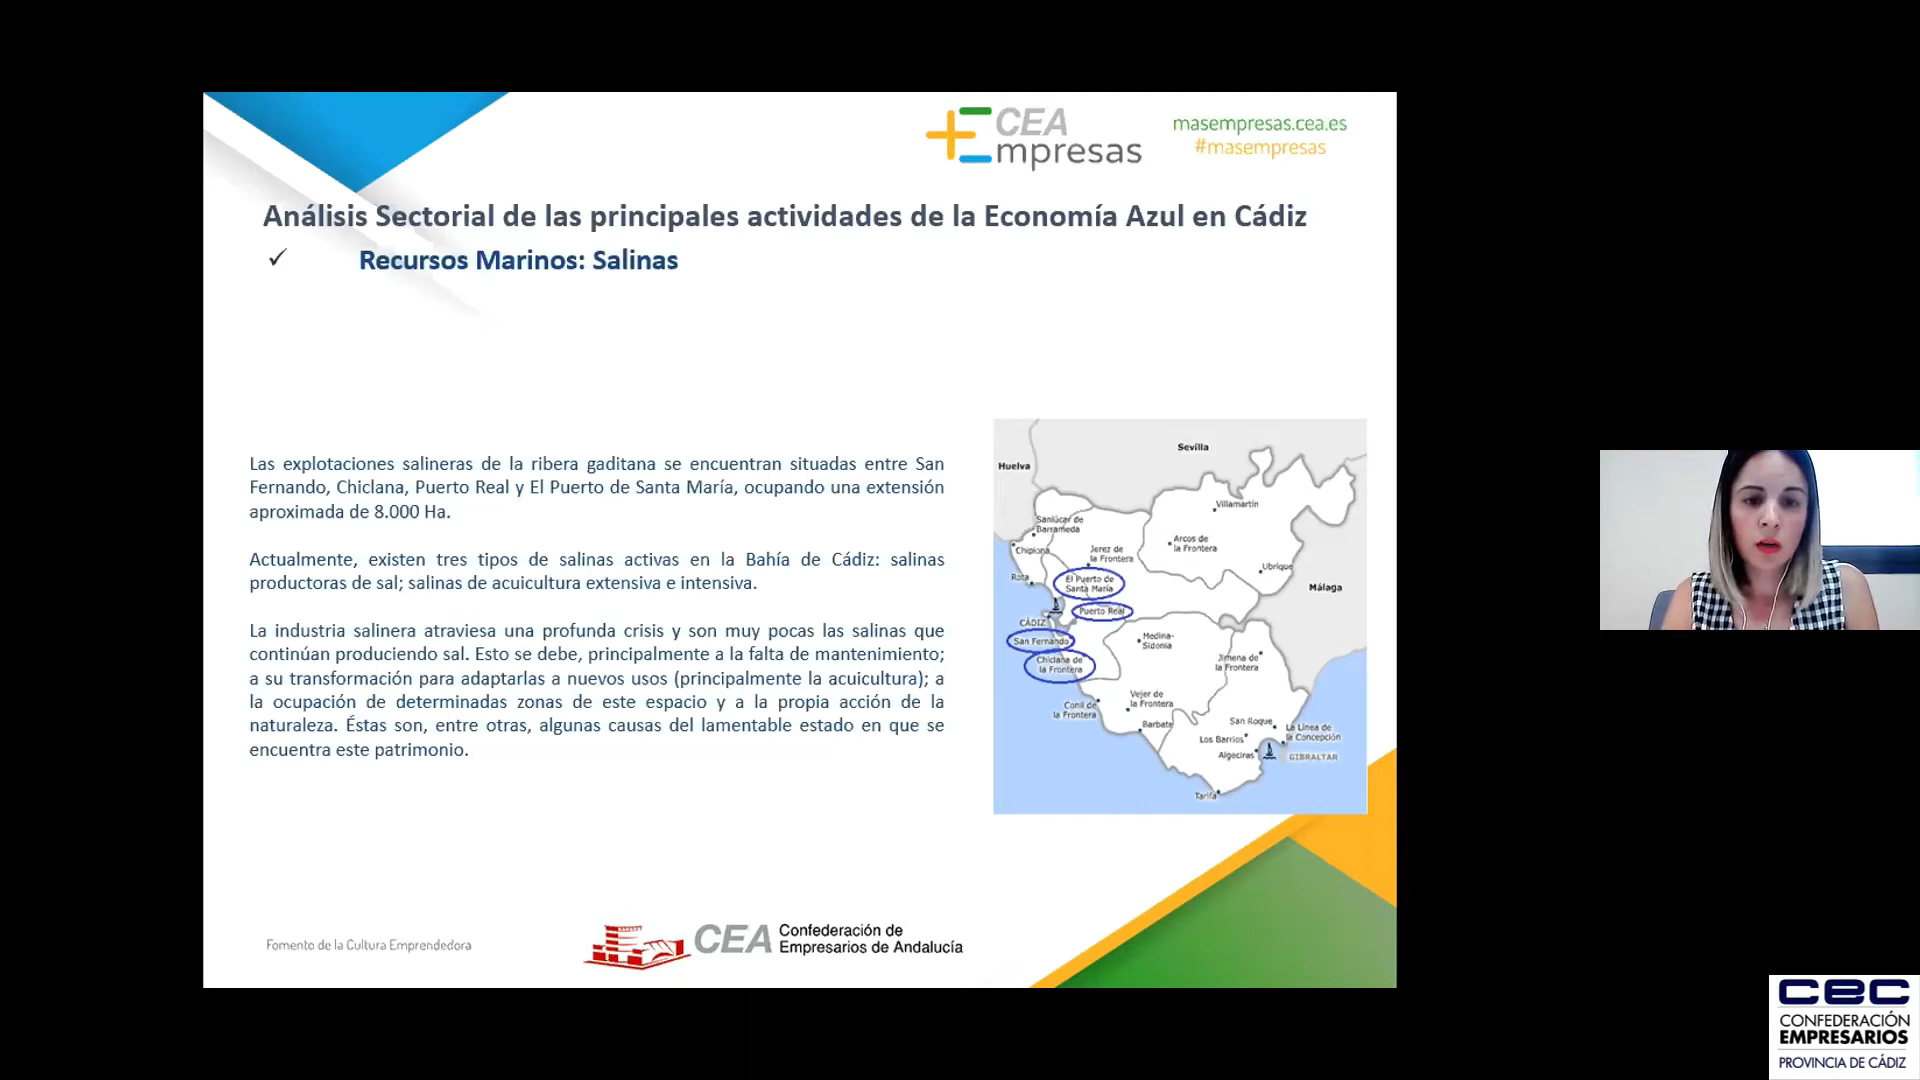 CEA
Empresas
masempresas.cea.es
#masempresas
Análisis Sectorial de las principales actividades de la Economía Azul en Cádiz
✓ Recursos Marinos: Salinas
Las explotaciones salineras de la ribera gaditana se encuentran situadas entre San
Fernando, Chiclana, Puerto Real y El Puerto de Santa María, ocupando una extensión
aproximada de 8.000 Ha.
Actualmente, existen tres tipos de salinas activas en la Bahía de Cádiz: salinas
productoras de sal; salinas de acuicultura extensiva e intensiva.
La industria salinera atraviesa una profunda crisis y son muy pocas las salinas que
continúan produciendo sal. Esto se debe, principalmente a la falta de mantenimiento;
a su transformación para adaptarlas a nuevos usos (principalmente la acuicultura); a
la ocupación de determinadas zonas de este espacio y a la propia acción de la
naturaleza. Éstas son, entre otras, algunas causas del lamentable estado en que se
encuentra este patrimonio.
Sevilla
Huelva
Villamartín
Sanlúcar de
Barrameda
Arcos de
la Frontera
Chipiona
Jerez de
la Frontera
Ubrique
Rota
El Puerto de
Santa María
Málaga
Puerto Real
CÁDIZ
San Fernando
Medina-
Sidonia
Chiclana de
la Frontera
Jimena de
la Frontera
Vejer de
la Frontera
Conil de
la Frontera
Barbate
San Roque
La Línea de
la Concepción
Los Barrios
Algeciras
GIBRALTAR
Tarifa
Fomento de la Cultura Emprendedora
CEA
Confederación de
Empresarios de Andalucía
cec
CONFEDERACIÓN
EMPRESARIOS
PROVINCIA DE CÁDIZ